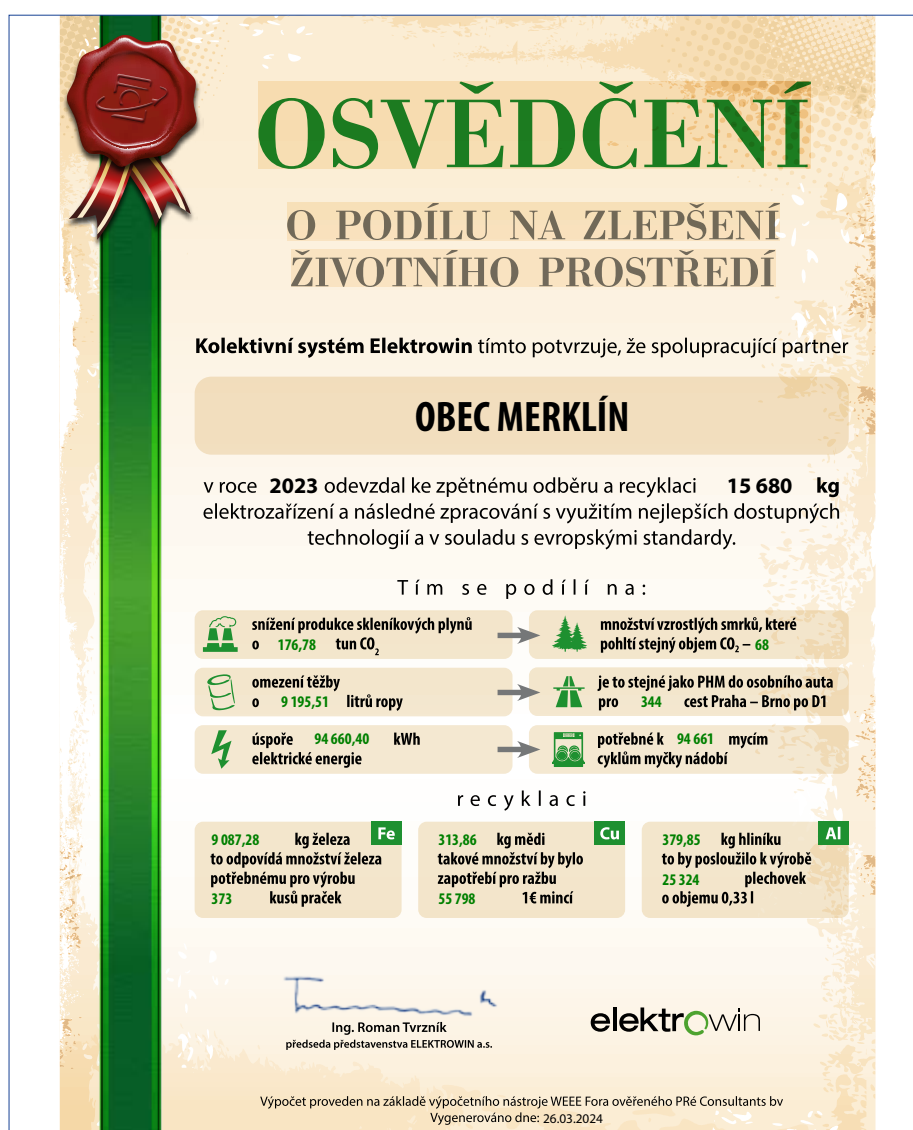 OSVĚDČENÍ
O PODÍLU NA ZLEPŠENÍ
ŽIVOTNÍHO PROSTŘEDÍ
Kolektivní systém Elektrowin tímto potvrzuje, že spolupracující partner
OBEC MERKLÍN
v roce 2023 odevzdal ke zpětnému odběru a recyklaci 15 680 kg
elektrozařízení a následné zpracování s využitím nejlepších dostupných
technologií a v souladu s evropskými standardy.
Tím se podílí na:
snížení produkce skleníkových plynů
o 176,78 tun CO₂
množství vzrostlých smrků, které
pohltí stejný objem CO₂ – 68
omezení těžby
o 9 195,51 litrů ropy
je to stejné jako PHM do osobního auta
pro 344 cest Praha – Brno po D1
úspoře 94 660,40 kWh
elektrické energie
potřebné k 94 661 mycím
cyklům myčky nádobí
recyklaci
9 087,28 kg železa Fe
to odpovídá množství železa
potřebnému pro výrobu
373 kusů praček
313,86 kg mědi Cu
takové množství by bylo
zapotřebí pro ražbu
55 798 1€ mincí
379,85 kg hliníku Al
to by posloužilo k výrobě
25 324 plechovek
o objemu 0,33 l
Ing. Roman Tvrzník
předseda představenstva ELEKTROWIN a.s.
elektrowin
Výpočet proveden na základě výpočetního nástroje WEEE Fora ověřeného PRé Consultants bv
Vygenerováno dne: 26.03.2024